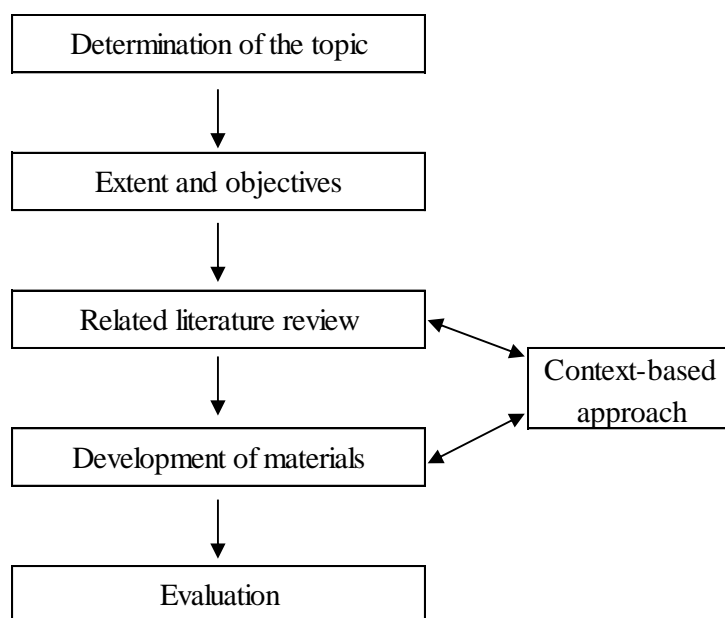 Determination of the topic
Extent and objectives
Related literature review
Context-based
approach
Development of materials
Evaluation